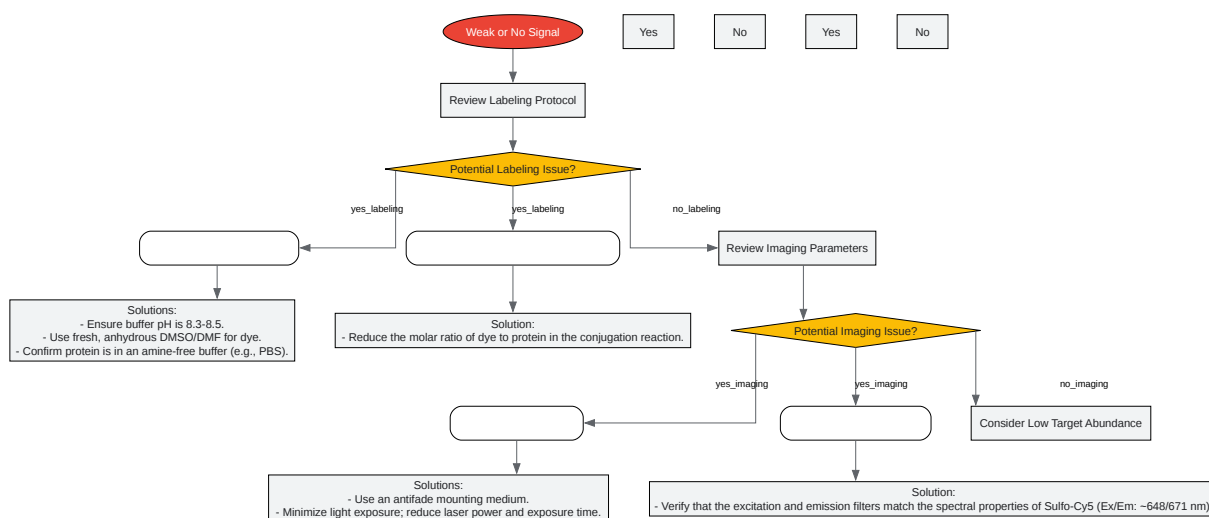 Weak or No Signal
Yes
No
Yes
No
Review Labeling Protocol
Potential Labeling Issue?
yes_labeling
yes_labeling
no_labeling
Review Imaging Parameters
Solutions:
- Ensure buffer pH is 8.3-8.5.
- Use fresh, anhydrous DMSO/DMF for dye.
- Confirm protein is in an amine-free buffer (e.g., PBS).
Solution:
- Reduce the molar ratio of dye to protein in the conjugation reaction.
Potential Imaging Issue?
yes_imaging
yes_imaging
no_imaging
Consider Low Target Abundance
Solutions:
- Use an antifade mounting medium.
- Minimize light exposure; reduce laser power and exposure time.
Solution:
- Verify that the excitation and emission filters match the spectral properties of Sulfo-Cy5 (Ex/Em: ~648/671 nm)